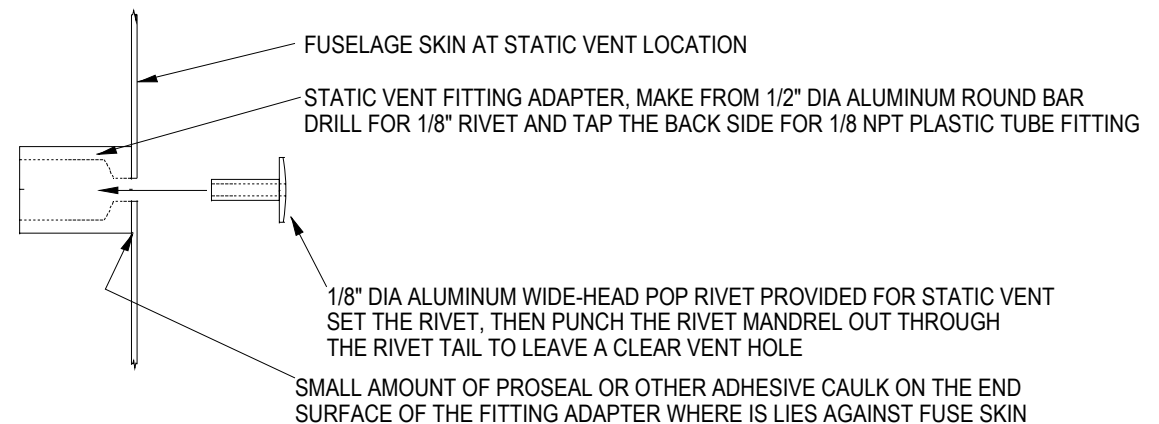 FUSELAGE SKIN AT STATIC VENT LOCATION
STATIC VENT FITTING ADAPTER, MAKE FROM 1/2" DIA ALUMINUM ROUND BAR
DRILL FOR 1/8" RIVET AND TAP THE BACK SIDE FOR 1/8 NPT PLASTIC TUBE FITTING
1/8" DIA ALUMINUM WIDE-HEAD POP RIVET PROVIDED FOR STATIC VENT
SET THE RIVET, THEN PUNCH THE RIVET MANDREL OUT THROUGH
THE RIVET TAIL TO LEAVE A CLEAR VENT HOLE
SMALL AMOUNT OF PROSEAL OR OTHER ADHESIVE CAULK ON THE END
SURFACE OF THE FITTING ADAPTER WHERE IS LIES AGAINST FUSE SKIN